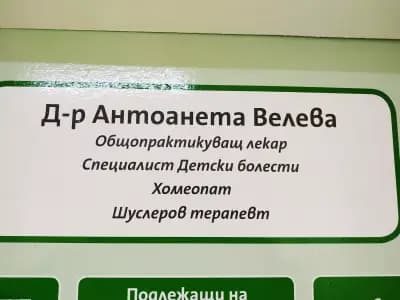 Д-р Антоанета Велева
Общопрактикуващ лекар
Специалист Детски болести
Хомеопат
Шуслеров терапевт
Подлежащи на